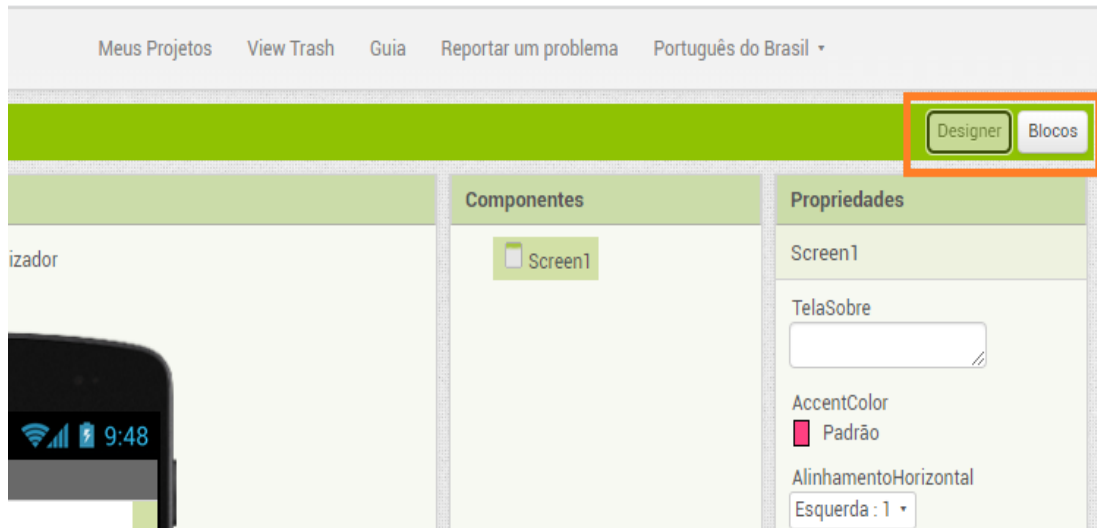 Meus Projetos View Trash Guia Reportar um problema Português do Brasil
Designer Blocos
Componentes
Propriedades
izador
Screen1
Screen1
TelaSobre
AccentColor
Padrão
9:48
AlinhamentoHorizontal
Esquerda : 1